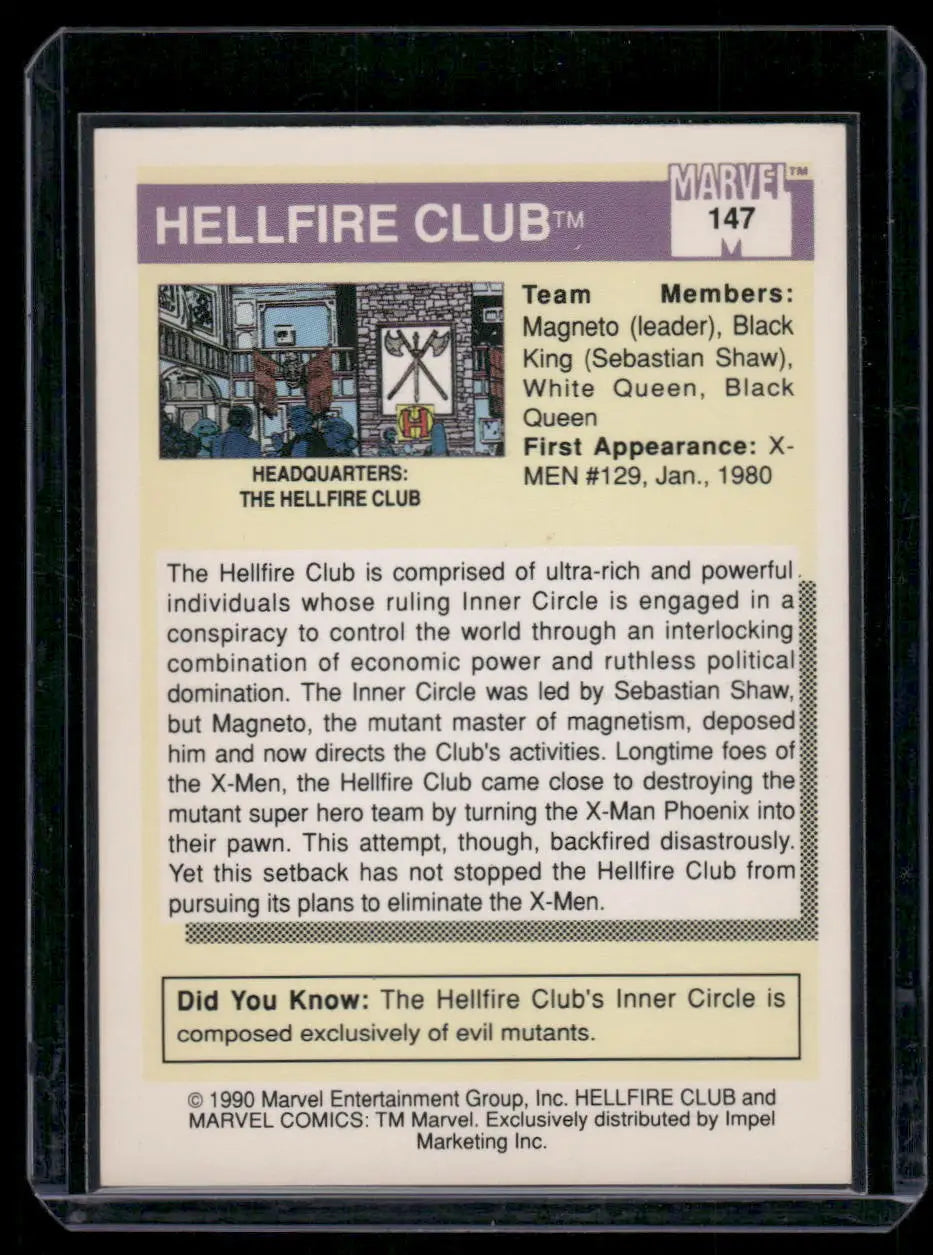 MARVEL™
HELLFIRE CLUB™
147
H
HEADQUARTERS:
THE HELLFIRE CLUB
Team Members:
Magneto (leader), Black
King (Sebastian Shaw),
White Queen, Black
Queen
First Appearance: X-
MEN #129, Jan., 1980
The Hellfire Club is comprised of ultra-rich and powerful
individuals whose ruling Inner Circle is engaged in a
conspiracy to control the world through an interlocking
combination of economic power and ruthless political
domination. The Inner Circle was led by Sebastian Shaw,
but Magneto, the mutant master of magnetism, deposed
him and now directs the Club's activities. Longtime foes of
the X-Men, the Hellfire Club came close to destroying the
mutant super hero team by turning the X-Man Phoenix into
their pawn. This attempt, though, backfired disastrously.
Yet this setback has not stopped the Hellfire Club from
pursuing its plans to eliminate the X-Men.
Did You Know: The Hellfire Club's Inner Circle is
composed exclusively of evil mutants.
© 1990 Marvel Entertainment Group, Inc. HELLFIRE CLUB and
MARVEL COMICS: TM Marvel. Exclusively distributed by Impel
Marketing Inc.